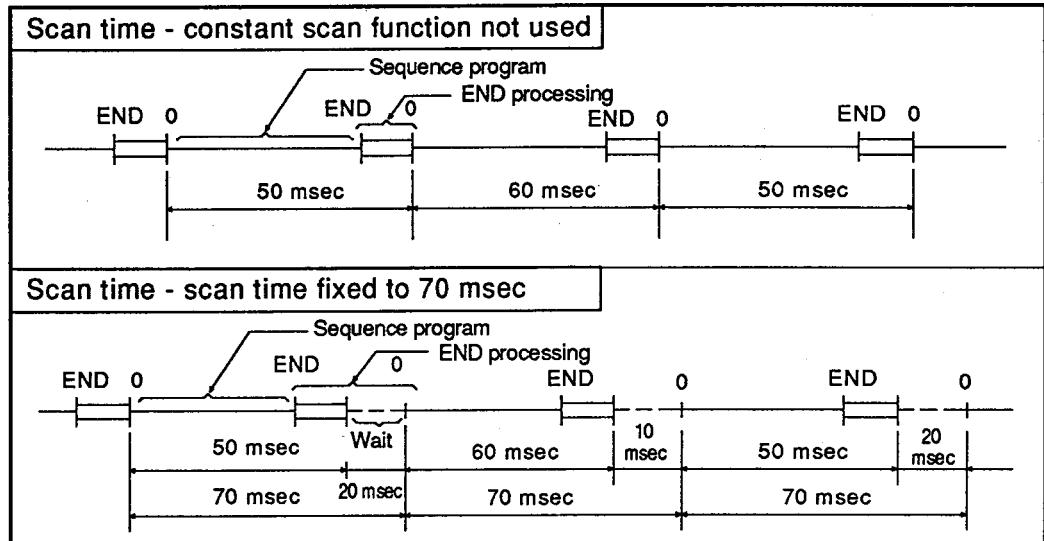 Scan time - constant scan function not used
Sequence program
END processing
END 0 END 0 END 0 END 0
50 msec 60 msec 50 msec
Scan time - scan time fixed to 70 msec
Sequence program
END processing
END 0 END 0 END 0 END 0
Wait
50 msec 20 msec 60 msec 10 msec 50 msec 20 msec
70 msec 70 msec 70 msec